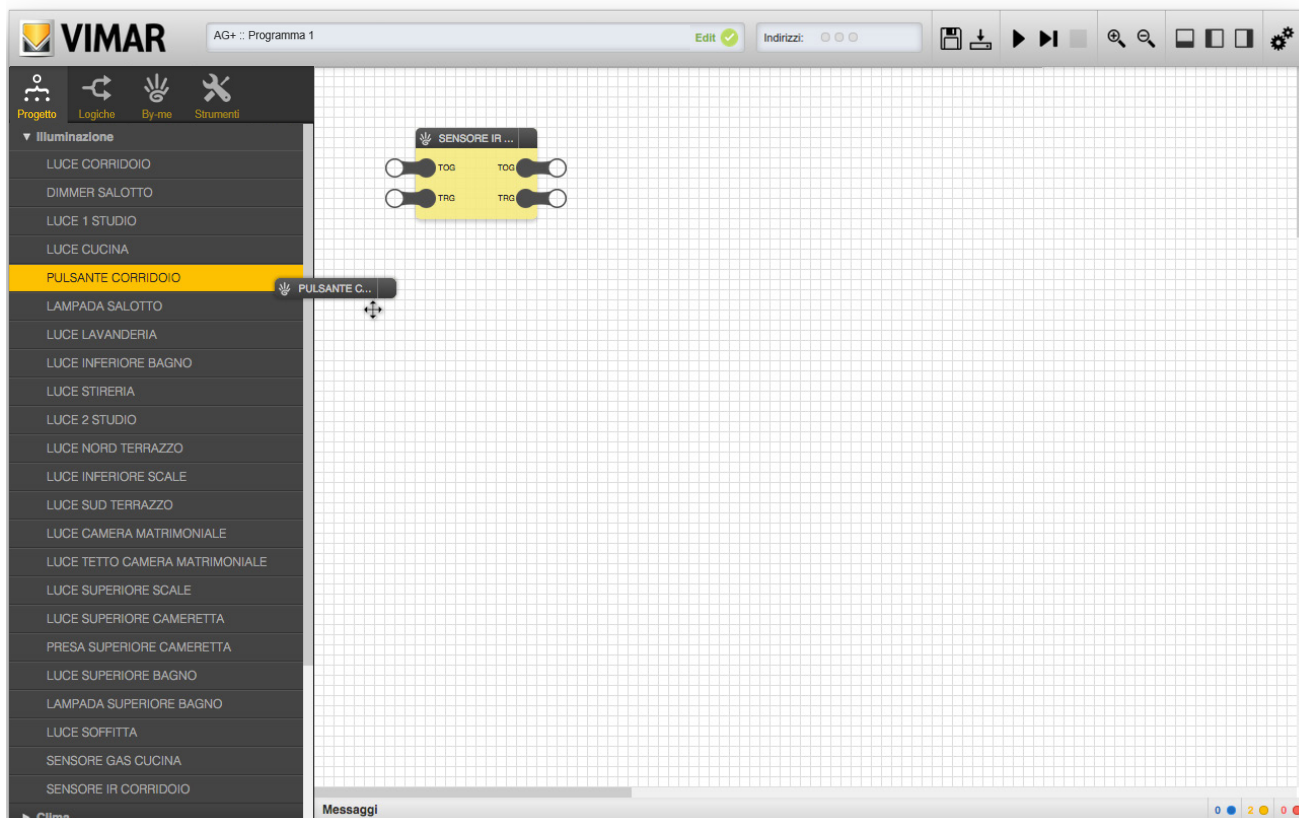 VIMAR
AG+ :: Programma 1
Edit
Indirizzi:
Progetto
Logiche
By-me
Strumenti
Illuminazione
LUCE CORRIDOIO
DIMMER SALOTTO
LUCE 1 STUDIO
LUCE CUCINA
PULSANTE CORRIDOIO
LAMPADA SALOTTO
LUCE LAVANDERIA
LUCE INFERIORE BAGNO
LUCE STIRERIA
LUCE 2 STUDIO
LUCE NORD TERRAZZO
LUCE INFERIORE SCALE
LUCE SUD TERRAZZO
LUCE CAMERA MATRIMONIALE
LUCE TETTO CAMERA MATRIMONIALE
LUCE SUPERIORE SCALE
LUCE SUPERIORE CAMERETTA
PRESA SUPERIORE CAMERETTA
LUCE SUPERIORE BAGNO
LAMPADA SUPERIORE BAGNO
LUCE SOFFITTA
SENSORE GAS CUCINA
SENSORE IR CORRIDOIO
Clima
SENSORE IR ...
TOG TOG
TRG TRG
PULSANTE C...
Messaggi
0 2 0